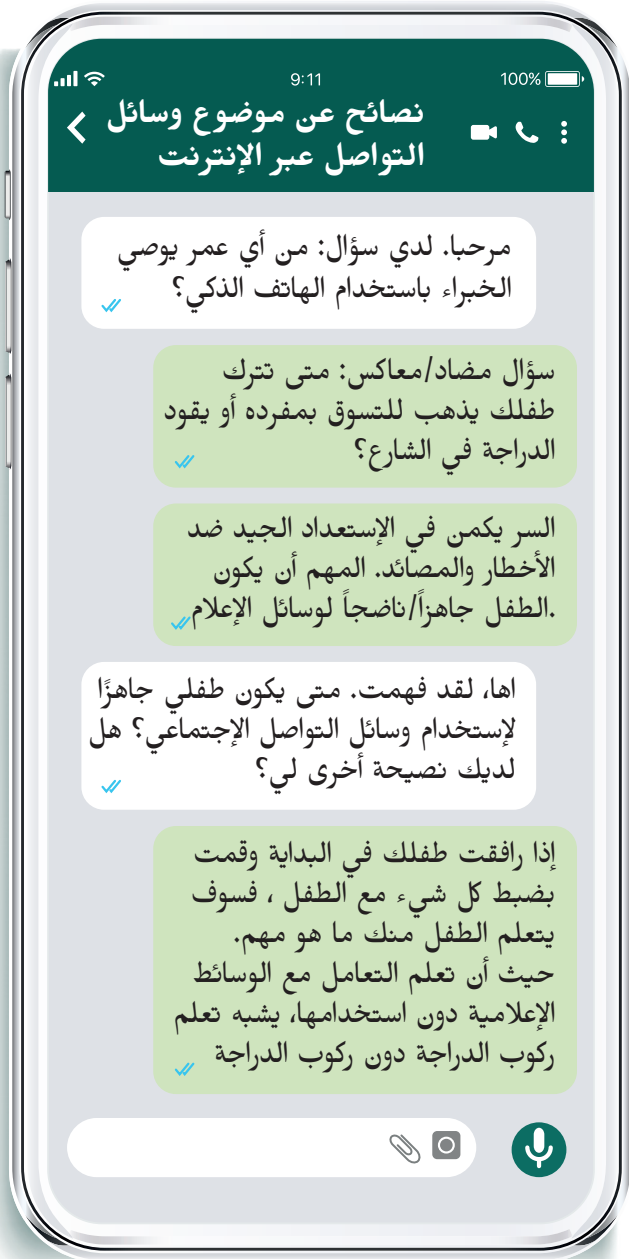 9:11
100%
نصائح عن موضوع وسائل
التواصل عبر الإنترنت
مرحبا. لدي سؤال: من أي عمر يوصي
الخبراء باستخدام الهاتف الذكي؟
سؤال مضاد/معاكس: متى تترك
طفلك يذهب للتسوق بمفرده أو يقود
الدراجة في الشارع؟
السر يكمن في الإستعداد الجيد ضد
الأخطار والمصائد. المهم أن يكون
.الطفل جاهزاً/ناضجاً لوسائل الإعلام
اها، لقد فهمت. متى يكون طفلي جاهزًا
لإستخدام وسائل التواصل الإجتماعي؟ هل
لديك نصيحة أخرى لي؟
إذا رافقت طفلك في البداية وقمت
بضبط كل شيء مع الطفل ، فسوف
يتعلم الطفل منك ما هو مهم.
حيث أن تعلم التعامل مع الوسائط
الإعلامية دون استخدامها، يشبه تعلم
ركوب الدراجة دون ركوب الدراجة